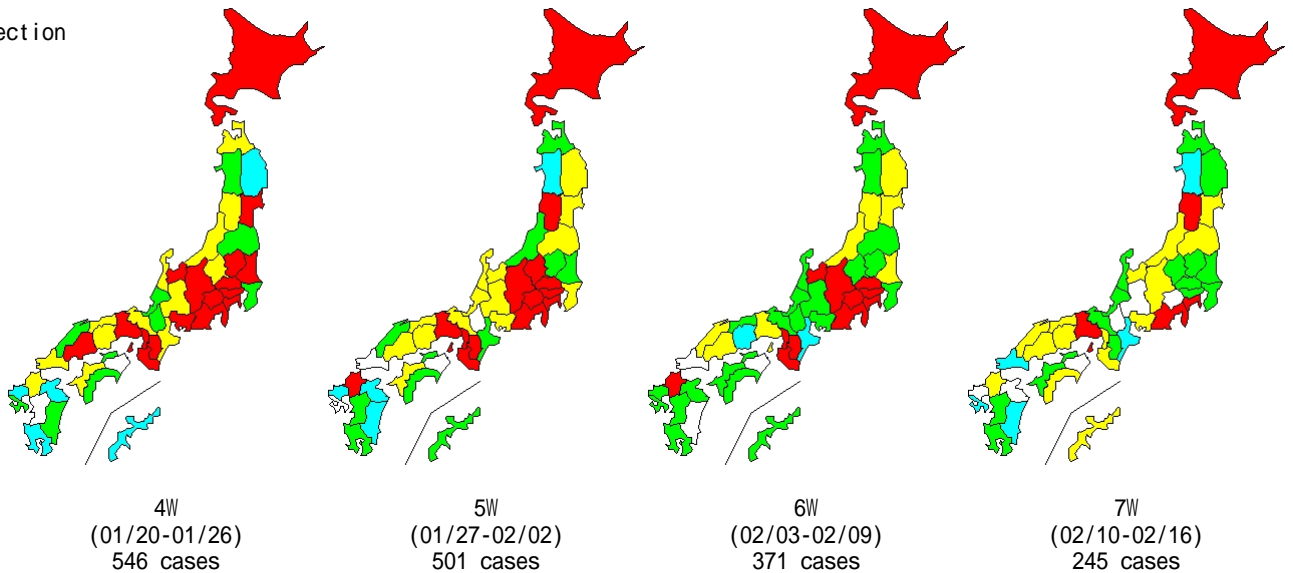 ection
4W
(01/20-01/26)
546 cases
5W
(01/27-02/02)
501 cases
6W
(02/03-02/09)
371 cases
7W
(02/10-02/16)
245 cases